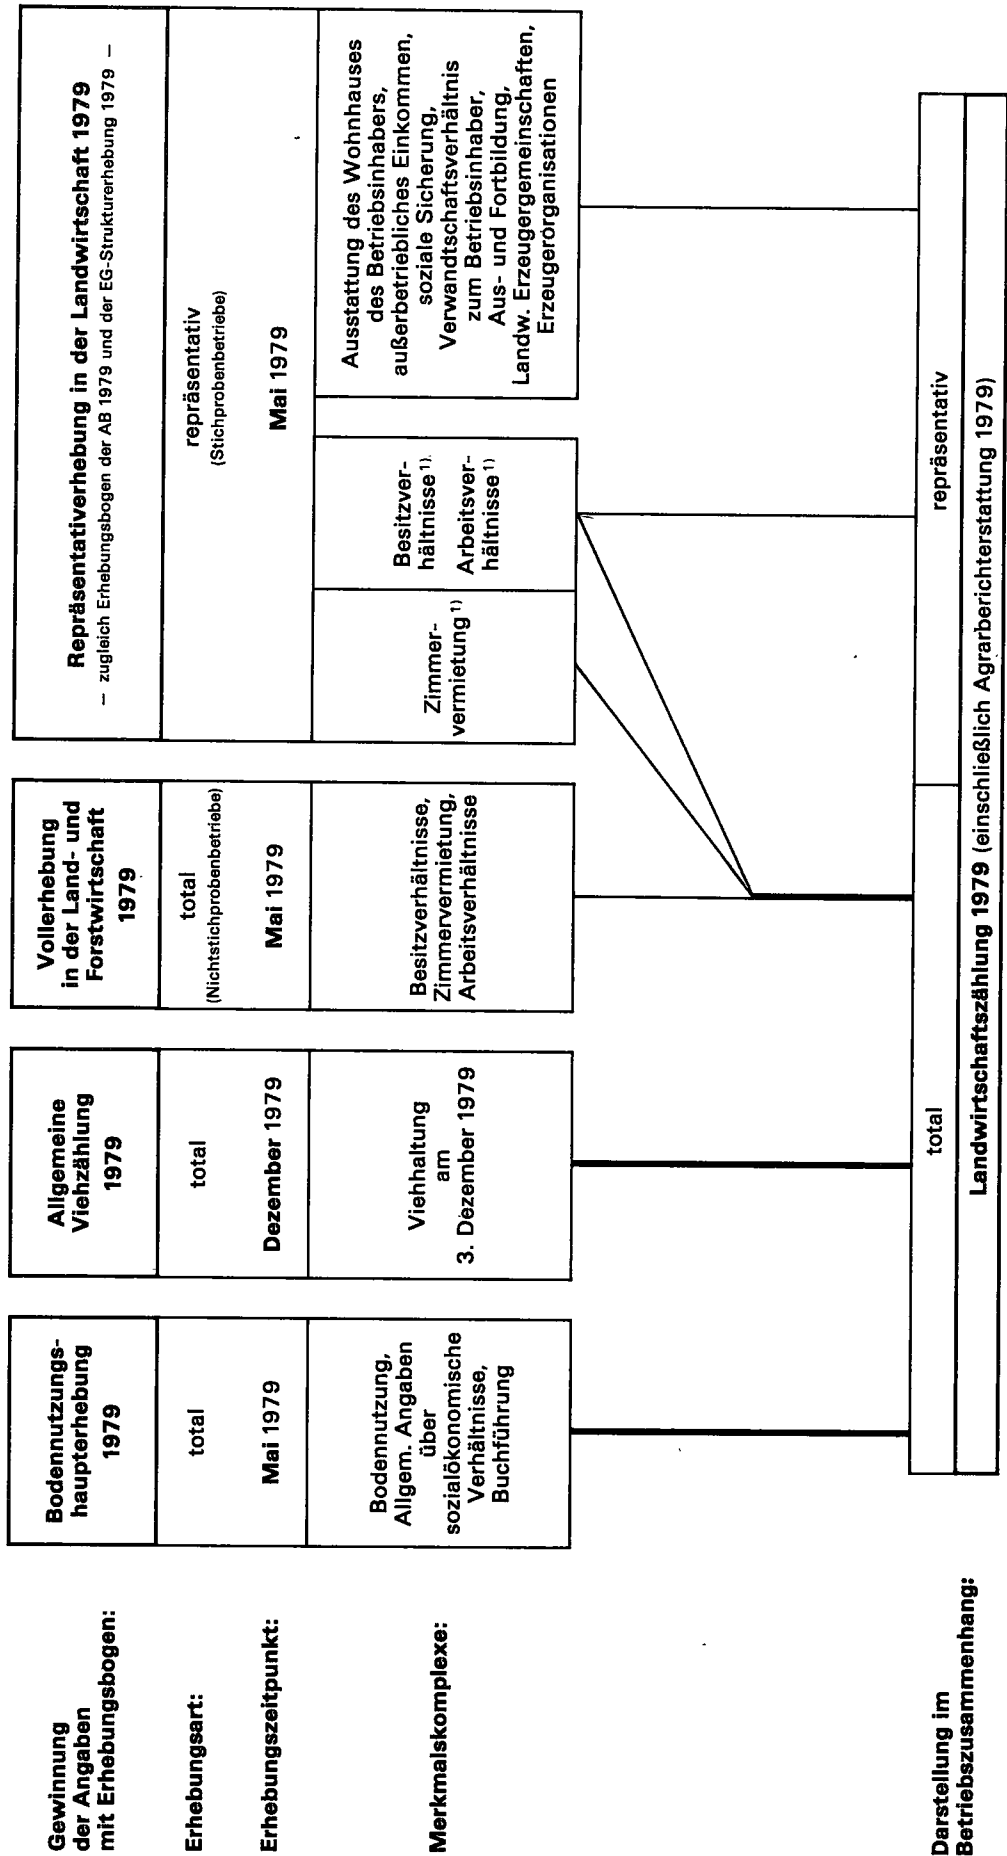 Gewinnung
der Angaben
mit Erhebungsbogen:
Bodennutzungs-
haupterhebung
1979
Allgemeine
Viehzählung
1979
Vollerhebung
in der Land- und
Forstwirtschaft
1979
Repräsentativerhebung in der Landwirtschaft 1979
— zugleich Erhebungsbogen der AB 1979 und der EG-Strukturerhebung 1979 —
Erhebungsart:
total
total
total
(Nichtstichprobenbetriebe)
repräsentativ
(Stichprobenbetriebe)
Erhebungszeitpunkt:
Mai 1979
Dezember 1979
Mai 1979
Mai 1979
Merkmalskomplexe:
Bodennutzung,
Allgem. Angaben
über
sozialökonomische
Verhältnisse,
Buchführung
Viehhaltung
am
3. Dezember 1979
Besitzverhältnisse,
Zimmervermietung,
Arbeitsverhältnisse
Zimmer-
vermietung 1)
Besitzver-
hältnisse 1)
Arbeitsver-
hältnisse 1)
Ausstattung des Wohnhauses
des Betriebsinhabers,
außerbetriebliches Einkommen,
soziale Sicherung,
Verwandtschaftsverhältnis
zum Betriebsinhaber,
Aus- und Fortbildung,
Landw. Erzeugergemeinschaften,
Erzeugerorganisationen
Darstellung im
Betriebszusammenhang:
total
repräsentativ
Landwirtschaftszählung 1979 (einschließlich Agrarberichterstattung 1979)